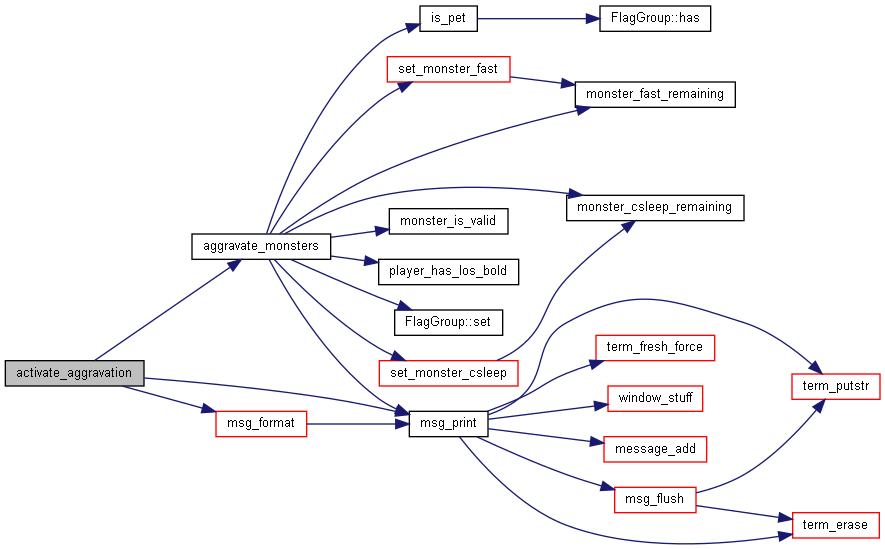 is_pet
FlagGroup::has
set_monster_fast
monster_fast_remaining
monster_csleep_remaining
monster_is_valid
aggravate_monsters
player_has_los_bold
FlagGroup::set
term_fresh_force
activate_aggravation
set_monster_csleep
term_putstr
window_stuff
msg_format
msg_print
message_add
msg_flush
term_erase